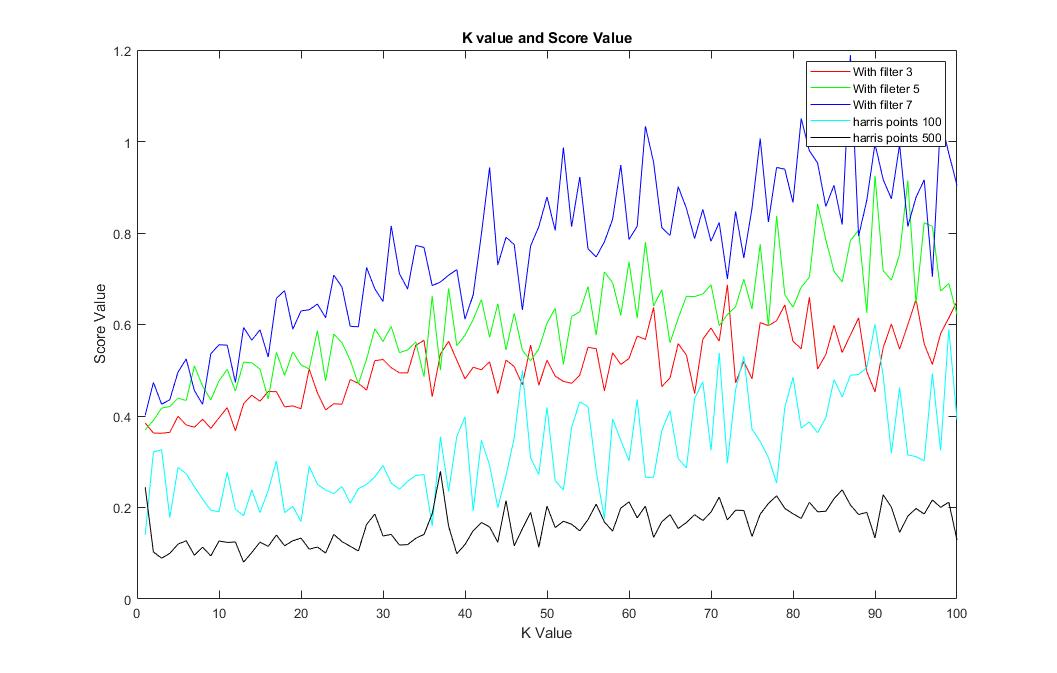 K value and Score Value
1.2
1
0.8
0.6
0.4
0.2
0
Score Value
With filter 3
With fileter 5
With filter 7
harris points 100
harris points 500
0 10 20 30 40 50 60 70 80 90 100
K Value